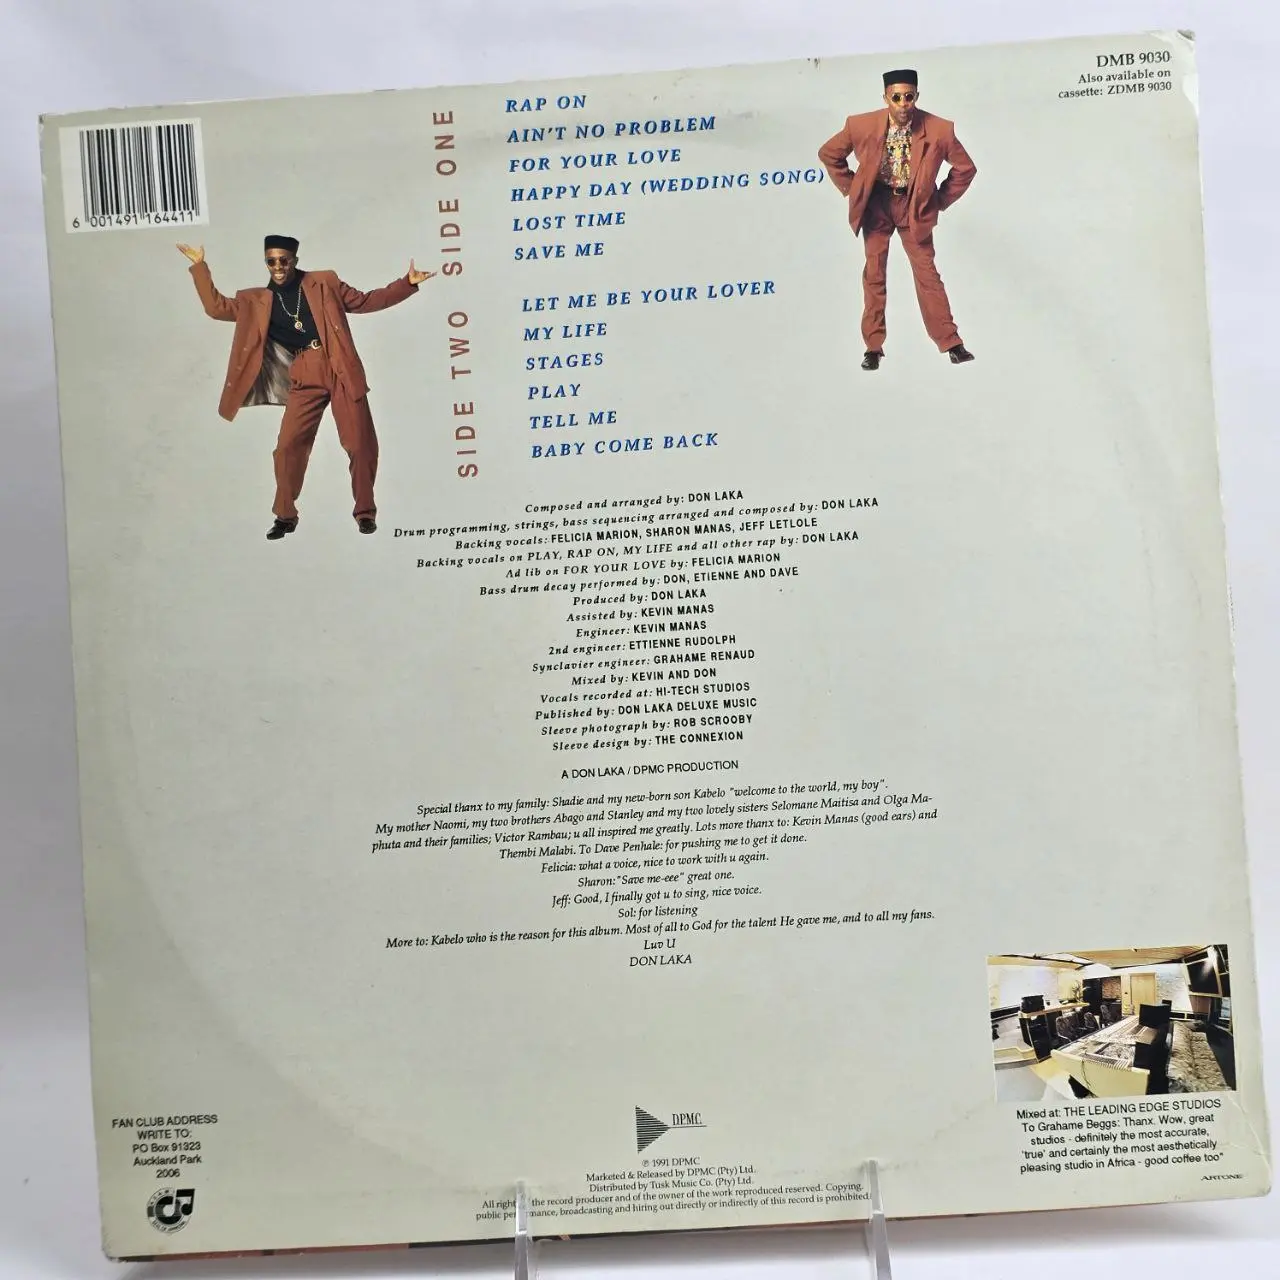 DMB 9030
Also available on
cassette: ZDMB 9030
6 001491 164411
SIDE ONE
RAP ON
AIN'T NO PROBLEM
FOR YOUR LOVE
HAPPY DAY (WEDDING SONG)
LOST TIME
SAVE ME
SIDE TWO
LET ME BE YOUR LOVER
MY LIFE
STAGES
PLAY
TELL ME
BABY COME BACK
Composed and arranged by: DON LAKA
Drum programming, strings, bass sequencing arranged and composed by: DON LAKA
Backing vocals: FELICIA MARION, SHARON MANAS, JEFF LETLOLE
Backing vocals on PLAY, RAP ON, MY LIFE and all other rap by: DON LAKA
Ad lib on FOR YOUR LOVE by: FELICIA MARION
Bass drum decay performed by: DON, ETIENNE AND DAVE
Produced by: DON LAKA
Assisted by: KEVIN MANAS
Engineer: KEVIN MANAS
2nd engineer: ETTIENNE RUDOLPH
Synclavier engineer: GRAHAME RENAUD
Mixed by: KEVIN AND DON
Vocals recorded at: HI-TECH STUDIOS
Published by: DON LAKA DELUXE MUSIC
Sleeve photograph by: ROB SCROOBY
Sleeve design by: THE CONNEXION
A DON LAKA / DPMC PRODUCTION
Special thanx to my family: Shadie and my new-born son Kabelo "welcome to the world, my boy".
My mother Naomi, my two brothers Abago and Stanley and my two lovely sisters Selomane Maitisa and Olga Ma-
phuta and their families; Victor Rambau; u all inspired me greatly. Lots more thanx to: Kevin Manas (good ears) and
Thembi Malabi. To Dave Penhale: for pushing me to get it done.
Felicia: what a voice, nice to work with u again.
Sharon: "Save me-eee" great one.
Jeff: Good, I finally got u to sing, nice voice.
Sol: for listening
More to: Kabelo who is the reason for this album. Most of all to God for the talent He gave me, and to all my fans.
Luv U
DON LAKA
FAN CLUB ADDRESS
WRITE TO:
PO Box 91323
Auckland Park
2006
DPMC
℗ 1991 DPMC
Marketed & Released by DPMC (Pty) Ltd.
Distributed by Tusk Music Co. (Pty) Ltd.
All right the record producer and of the owner of the work reproduced reserved. Copying,
public mance, broadcasting and hiring out directly or indirectly of this record is prohibited
Mixed at: THE LEADING EDGE STUDIOS
To Grahame Beggs: Thanx. Wow, great
studios - definitely the most accurate,
'true' and certainly the most aesthetically
pleasing studio in Africa - good coffee too"
ARTONE